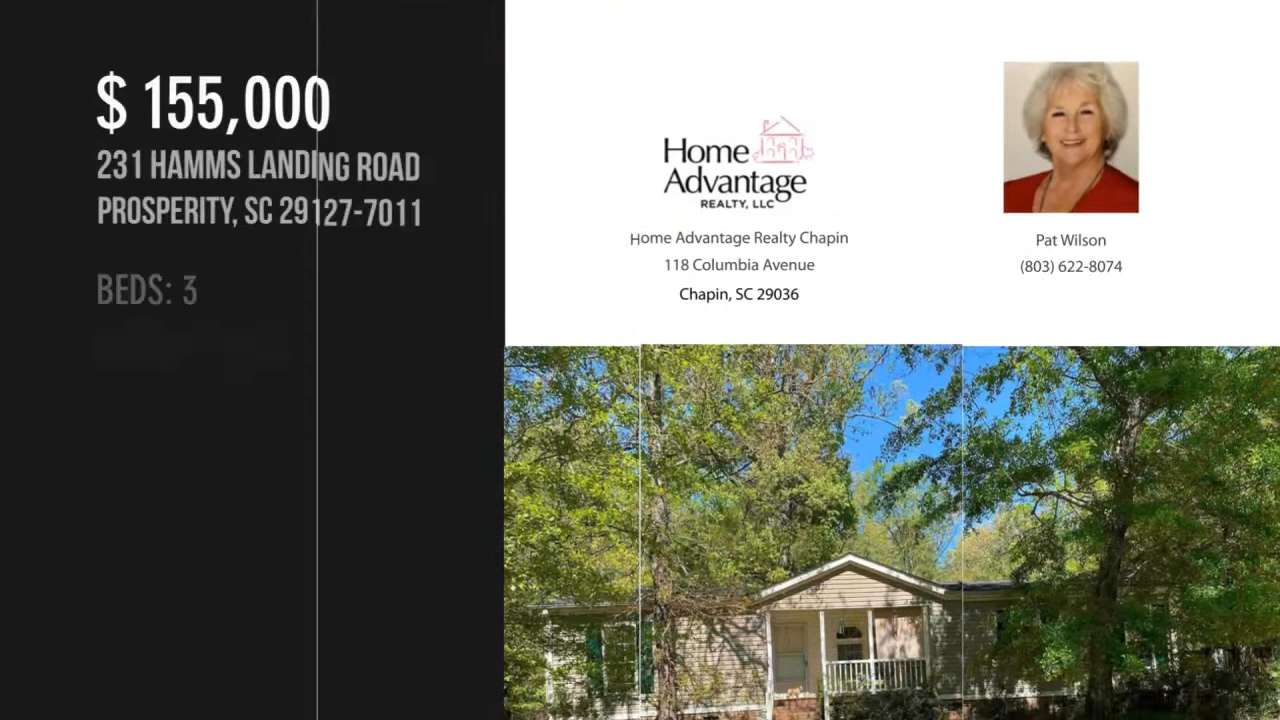 $ 155,000
231 HAMMS LANDING ROAD
PROSPERITY, SC 29127-7011
BEDS: 3
Home
Advantage
REALTY, LLC
Home Advantage Realty Chapin
118 Columbia Avenue
Chapin, SC 29036
Pat Wilson
(803) 622-8074